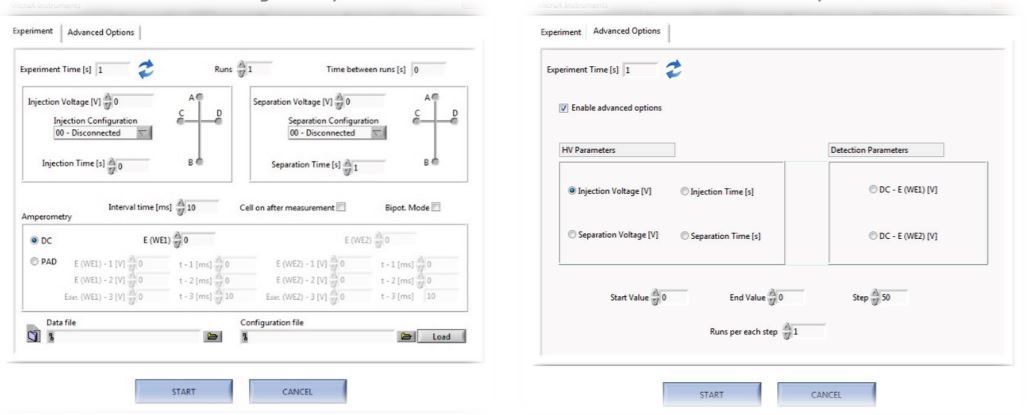 Experiment Advanced Options
Experiment Time [s] 1 Runs 1 Time between runs [s] 0
Injection Voltage [V] 0
Injection Configuration
00 - Disconnected
Injection Time [s] 0
A
C D
B
Separation Voltage [V] 0
Separation Configuration
00 - Disconnected
Separation Time [s] 1
A
C D
B
Interval time [ms] 10 Cell on after measurement Bipot. Mode
Amperometry
DC E (WE1) 0 E (WE2) 0
PAD E (WE1) - 1 [V] 0 t - 1 [ms] 0 E (WE2) - 1 [V] 0 t - 1 [ms] 0
E (WE1) - 2 [V] 0 t - 2 [ms] 0 E (WE2) - 2 [V] 0 t - 2 [ms] 0
(WE1) - 3 [V] 0 t - 3 [ms] 10 (WE2) - 3 [V] 0 t - 3 [ms] 10
Data file Configuration file
Load
START CANCEL
Experiment Advanced Options
Experiment Time [s] 1
Enable advanced options
HV Parameters Detection Parameters
Injection Voltage [V] Injection Time [s] DC - E (WE1) [V]
Separation Voltage [V] Separation Time [s] DC - E (WE2) [V]
Start Value 0 End Value 0 Step 50
Runs per each step 1
START CANCEL